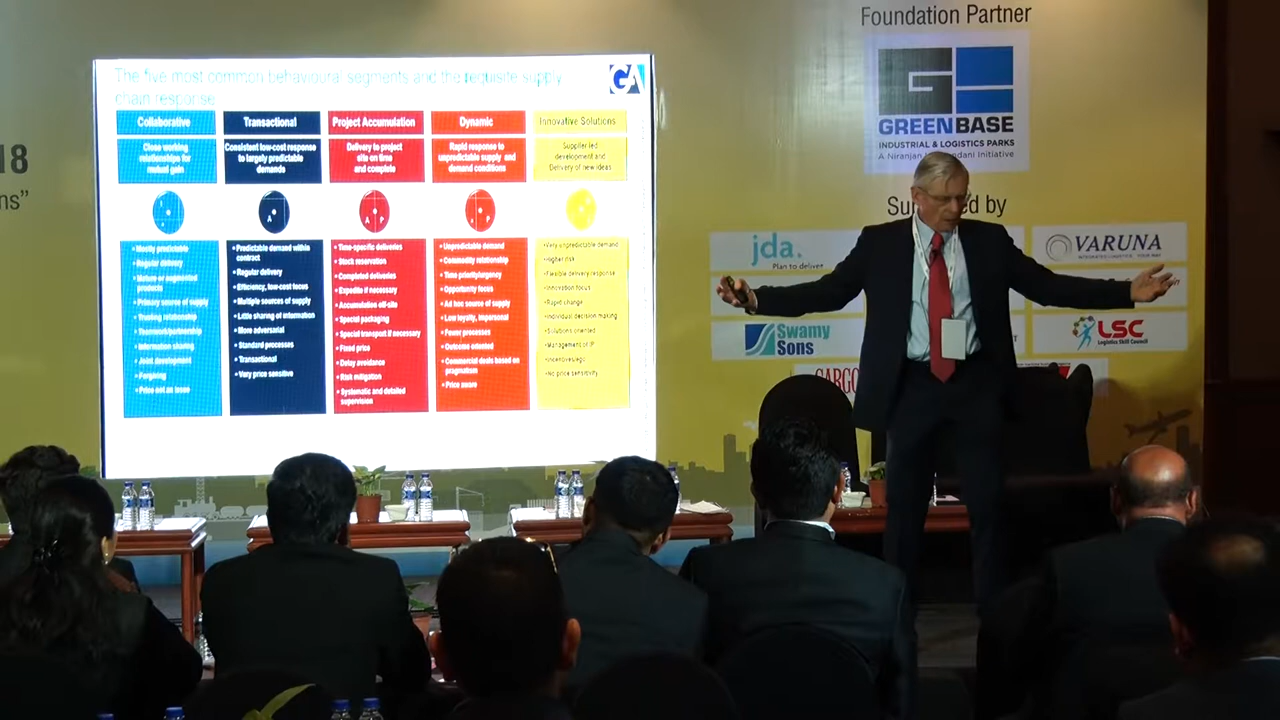 Foundation Partner
GREENBASE
INDUSTRIAL & LOGISTICS PARKS
A Niranjan
dani Initiative
18
ns”
by
jda.
Plan to deliver
VARUNA
Swamy
Sons
LSC
Logistics Skill Council
CARGO
GA
The five most common behavioural segments and the requisite supply
chain response
Collaborative
Close working
relationships for
mutual gain
• Mostly predictable
• Regular delivery
• Primary source of supply
• Trusting relationship
• Teamwork/partnership
• Information sharing
• Joint development
• Forgiving
• Price not an issue
Transactional
Consistent low-cost response
to largely predictable
demands
A
• Predictable demand within
contract
• Regular delivery
• Efficiency, low-cost focus
• Multiple sources of supply
• Little sharing of information
• More adversarial
• Standard processes
• Transactional
• Very price sensitive
Project Accumulation
Delivery to project
site on time
and complete
A P
• Time-specific deliveries
• Stock reservation
• Completed deliveries
• Expedite if necessary
• Accumulation off-site
• Special packaging
• Special transport if necessary
• Fixed price
• Delay avoidance
• Risk mitigation
• Systematic and detailed
supervision
Dynamic
Rapid response to
unpredictable supply and
demand conditions
A P
• Unpredictable demand
• Commodity relationship
• Time priority/urgency
• Opportunity focus
• Ad hoc source of supply
• Low loyalty, impersonal
• Fewer processes
• Outcome oriented
• Commercial deals based on
pragmatism
• Price aware
Innovative Solutions
Supplier led
development and
Delivery of new ideas
• Very unpredictable demand
• Higher risk
• Flexible delivery response
• Innovation focus
• Rapid change
• Individual decision making
• Solutions oriented
• Management of IP
• Incentives/ego
• No price sensitivity